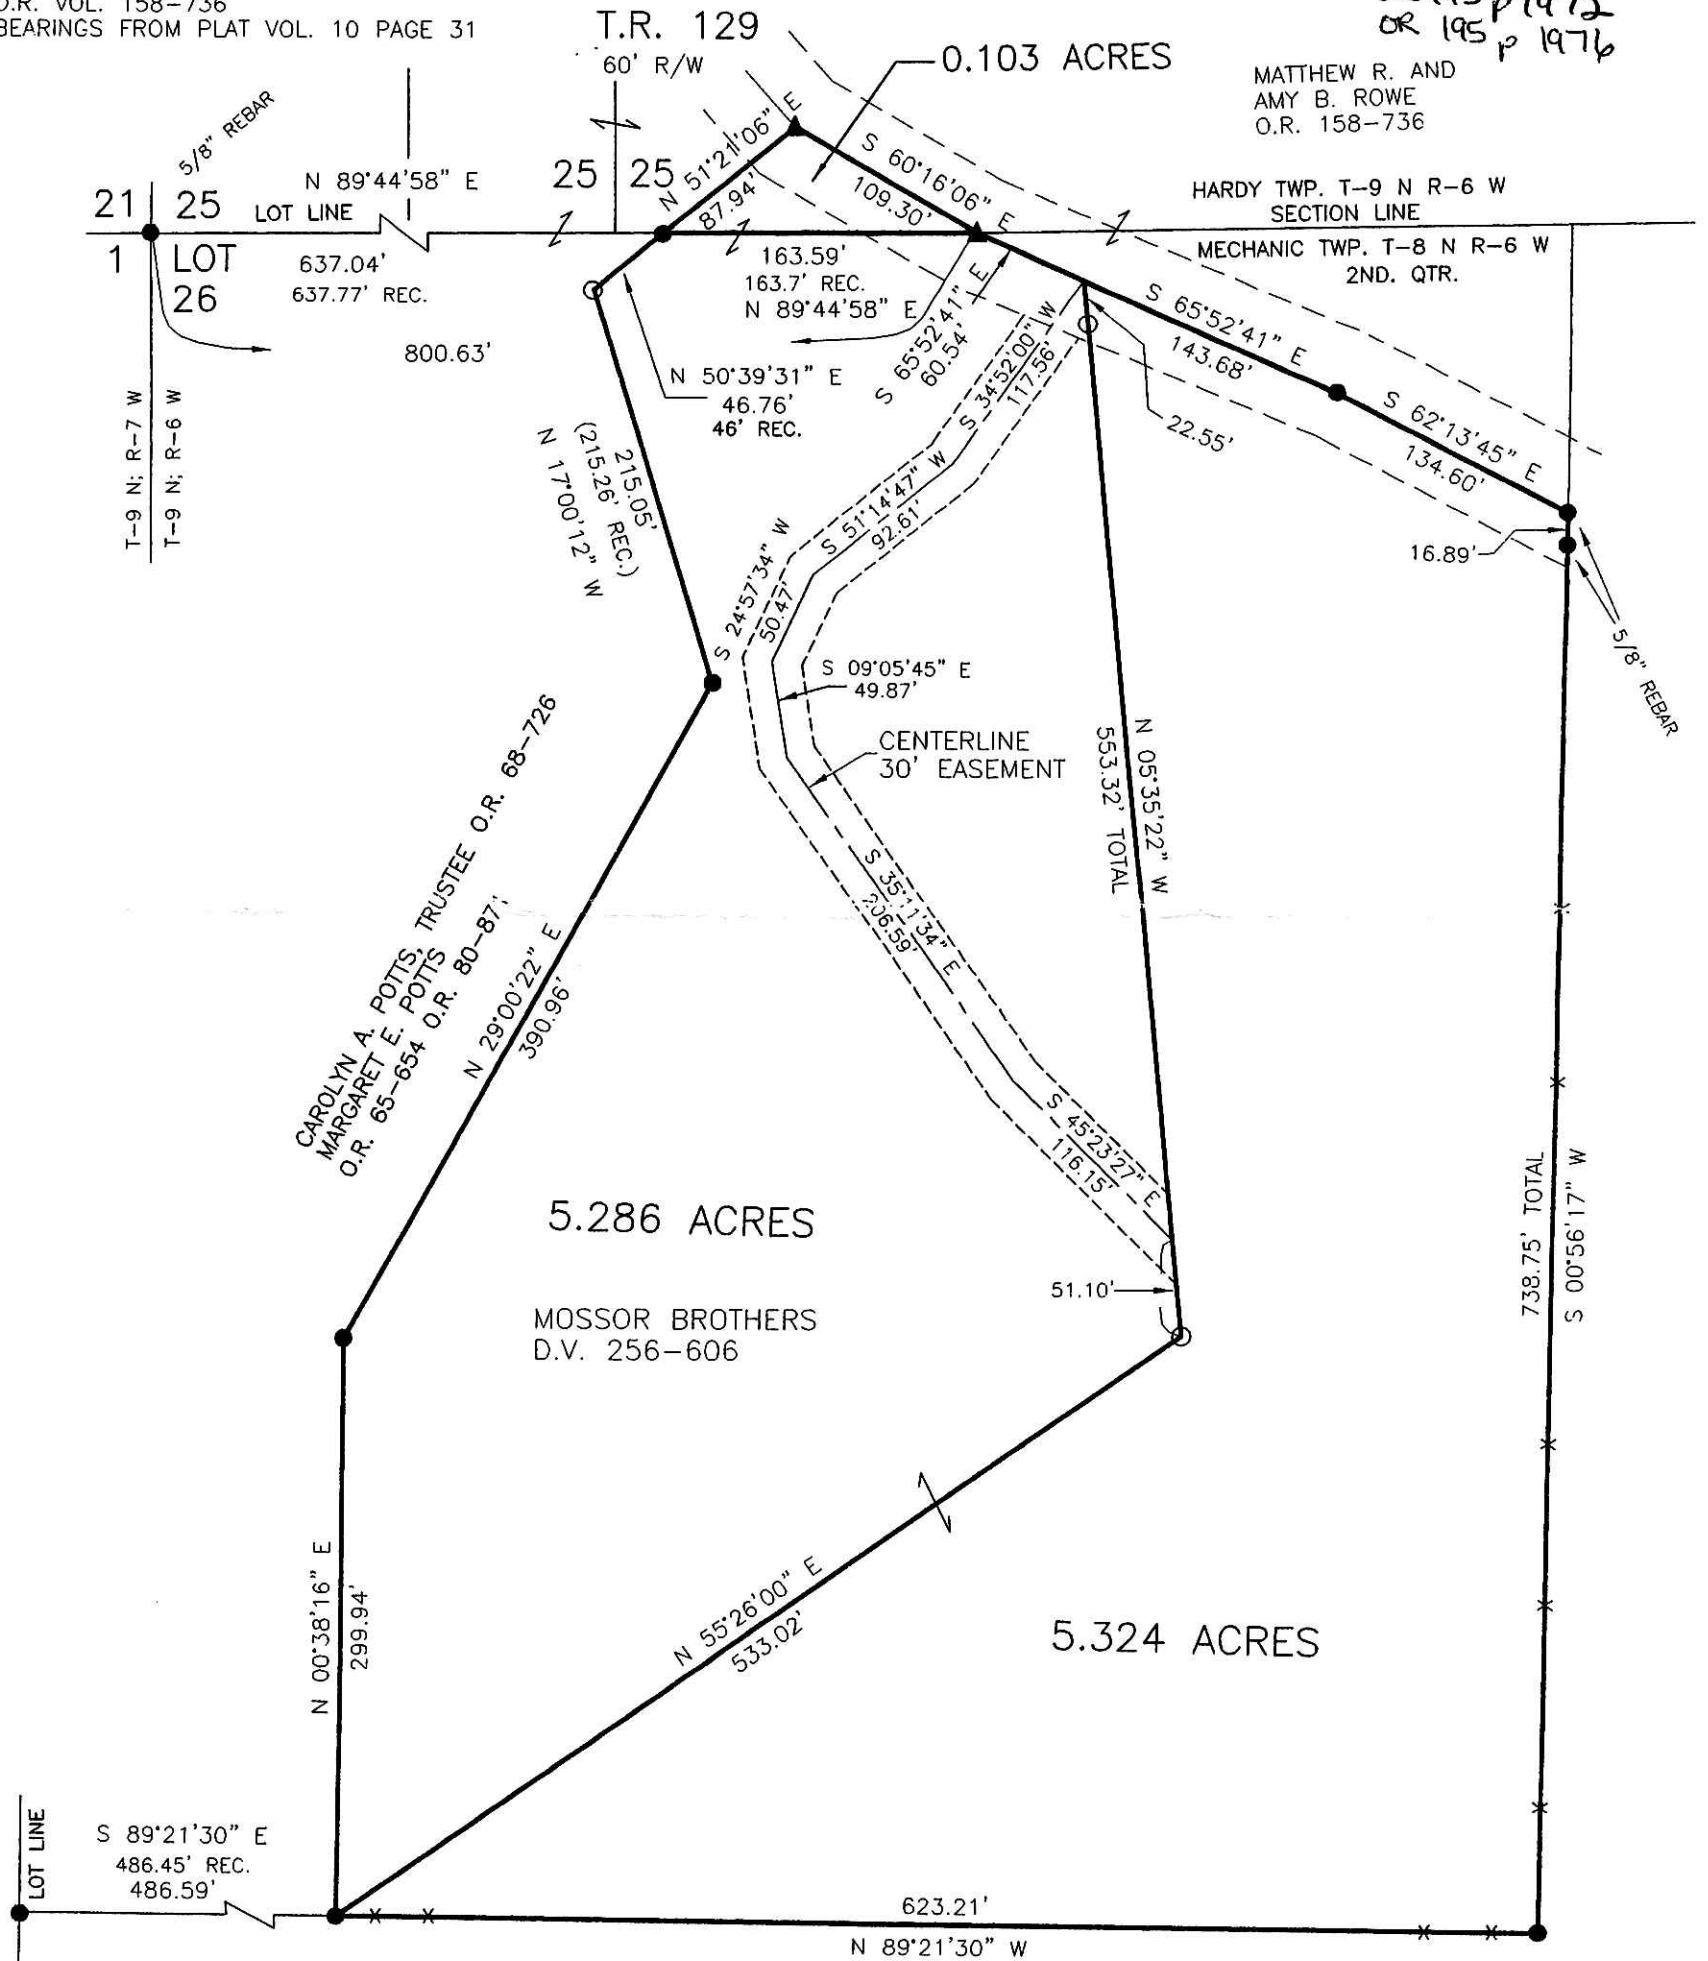 O.R. VOL. 158-736
BEARINGS FROM PLAT VOL. 10 PAGE 31
T.R. 129
60' R/W
0.103 ACRES
p 1972
OR 195 p 1976
MATTHEW R. AND
AMY B. ROWE
O.R. 158-736
5/8" REBAR
21
25
N 89°44'58" E
LOT LINE
25
25
N 51°21'06" E
87.94'
S 60°16'06" E
109.30'
HARDY TWP. T-9 N R-6 W
SECTION LINE
MECHANIC TWP. T-8 N R-6 W
2ND. QTR.
1
LOT
26
637.04'
637.77' REC.
800.63'
163.59'
163.7' REC.
N 89°44'58" E
S 65°52'41" E
60.54'
S 65°52'41" E
143.68'
S 62°13'45" E
134.60'
22.55'
16.89'
5/8" REBAR
T-9 N; R-7 W
T-9 N; R-6 W
N 50°39'31" E
46.76'
46' REC.
215.05'
(215.26' REC.)
N 17°00'12" W
S 34°52'00" W
117.56'
S 51°14'47" W
92.61'
S 24°57'34" W
50.47'
S 09°05'45" E
49.87'
CENTERLINE
30' EASEMENT
N 05°35'22" W
553.32' TOTAL
S 35°11'34" E
206.59'
S 45°23'27" E
116.15'
51.10'
CAROLYN A. POTTS, TRUSTEE O.R. 68-726
MARGARET E. POTTS
O.R. 65-654 O.R. 80-87
N 29°00'22" E
390.96'
5.286 ACRES
MOSSOR BROTHERS
D.V. 256-606
738.75' TOTAL
S 00°56'17" W
N 00°38'16" E
299.94'
N 55°26'00" E
533.02'
5.324 ACRES
LOT LINE
S 89°21'30" E
486.45' REC.
486.59'
623.21'
N 89°21'30" W